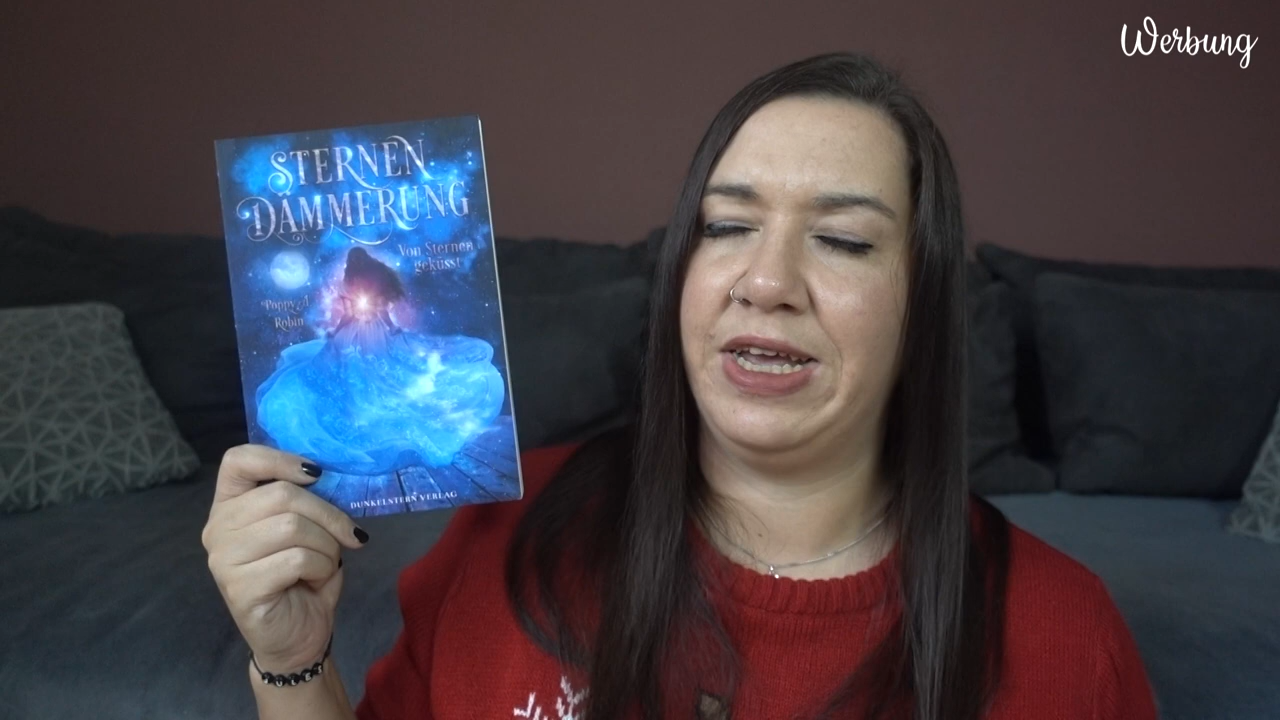 Werbung
STERNEN
DÄMMERUNG
Von Sternen
geküsst
Poppy J.
Robin
DUNKELSTERN VERLAG